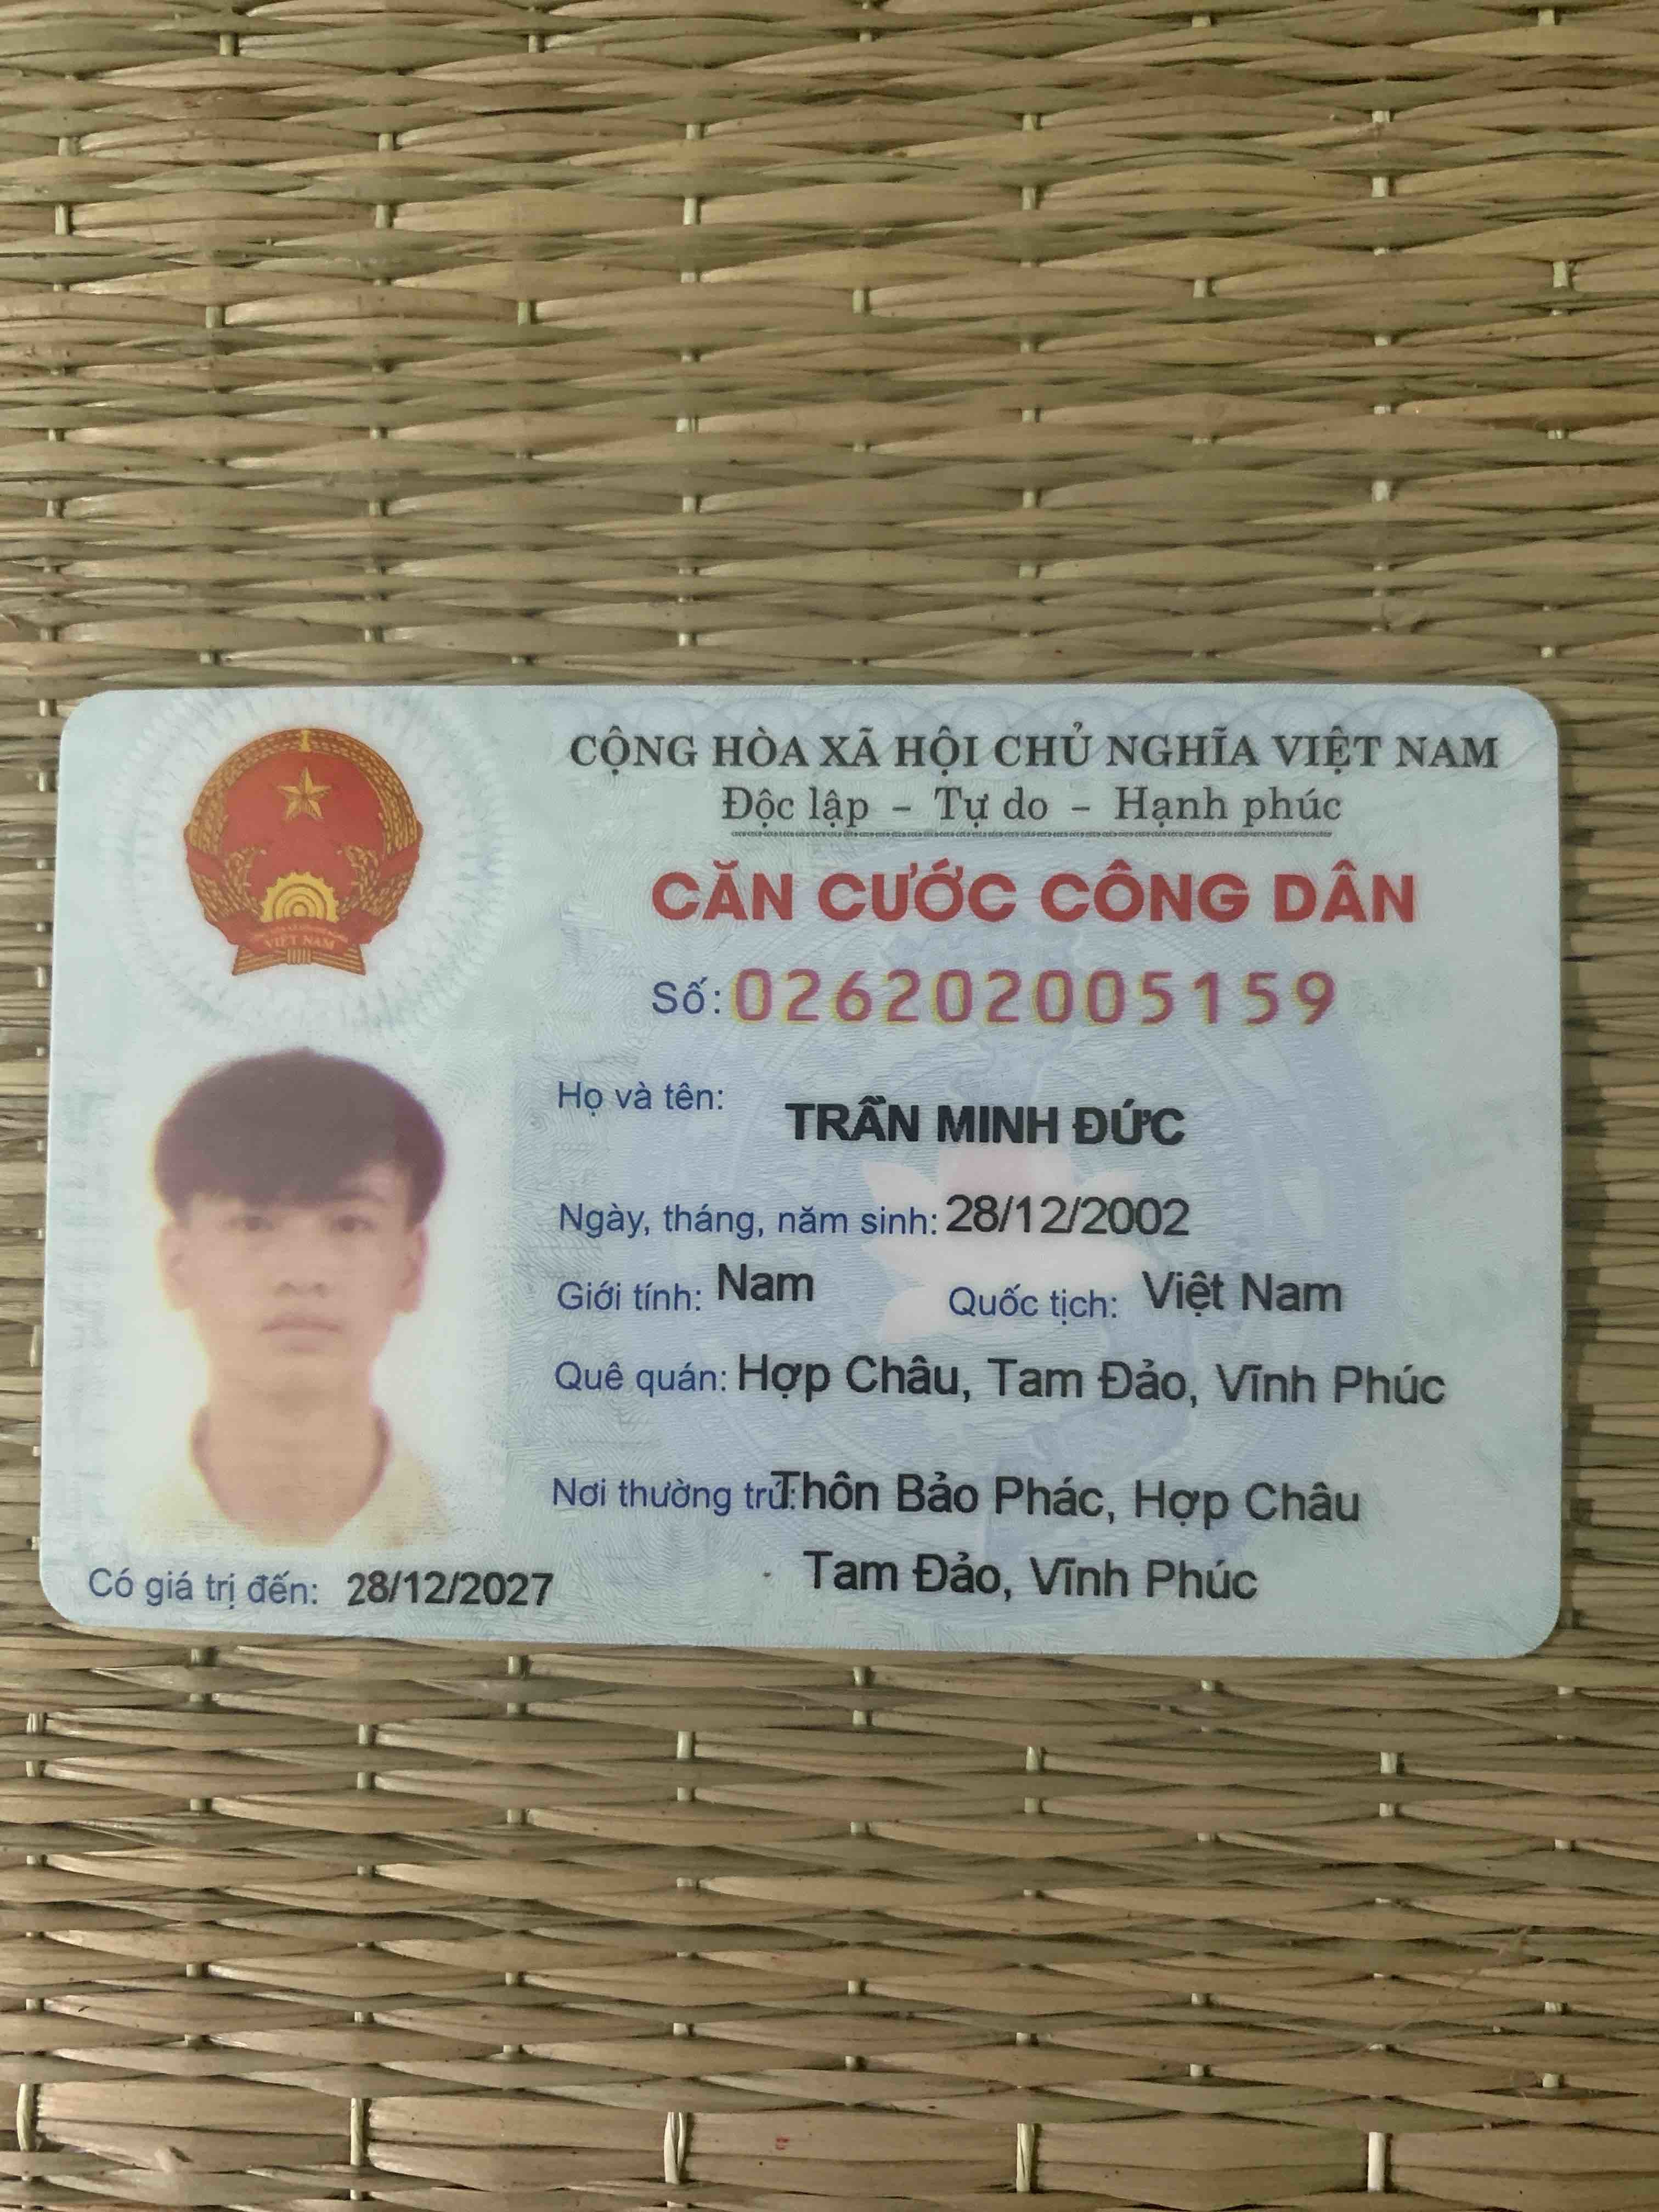 CỘNG HÒA XÃ HỘI CHỦ NGHĨA VIỆT NAM
Độc lập – Tự do – Hạnh phúc
CĂN CƯỚC CÔNG DÂN
Số: 026202005159
Họ và tên: TRẦN MINH ĐỨC
Ngày, tháng, năm sinh: 28/12/2002
Giới tính: Nam Quốc tịch: Việt Nam
Quê quán: Hợp Châu, Tam Đảo, Vĩnh Phúc
Nơi thường trú: Thôn Bảo Phác, Hợp Châu
Tam Đảo, Vĩnh Phúc
Có giá trị đến: 28/12/2027
VIỆT NAM